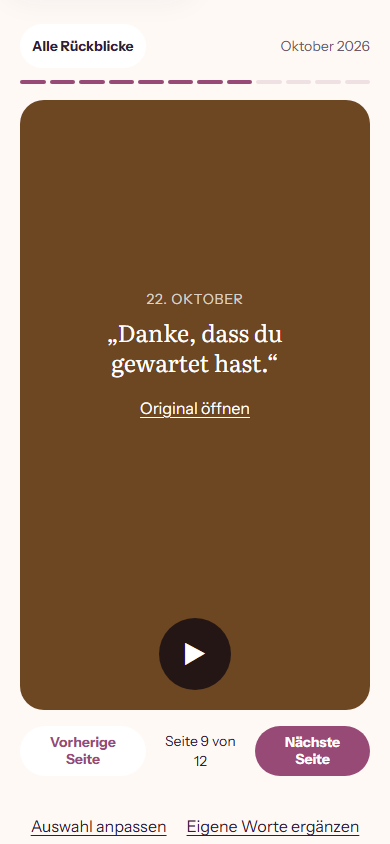 Alle Rückblicke
Oktober 2026
22. OKTOBER
„Danke, dass du
gewartet hast.“
Original öffnen
Vorherige
Seite
Seite 9 von
12
Nächste
Seite
Auswahl anpassen
Eigene Worte ergänzen